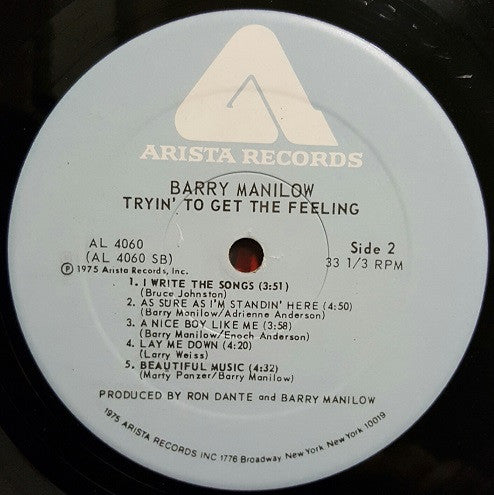 ARISTA RECORDS
BARRY MANILOW
TRYIN' TO GET THE FEELING
AL 4060
(AL 4060 SB)
Ⓟ 1975 Arista Records, Inc.
Side 2
33 1/3 RPM
1. I WRITE THE SONGS (3:51)
(Bruce Johnston)
2. AS SURE AS I'M STANDIN' HERE (4:50)
(Barry Manilow/Adrienne Anderson)
3. A NICE BOY LIKE ME (3:58)
(Barry Manilow/Enoch Anderson)
4. LAY ME DOWN (4:20)
(Larry Weiss)
5. BEAUTIFUL MUSIC (4:32)
(Marty Panzer/Barry Manilow)
PRODUCED BY RON DANTE and BARRY MANILOW
1975 ARISTA RECORDS INC 1776 Broadway, New York, New York 10019